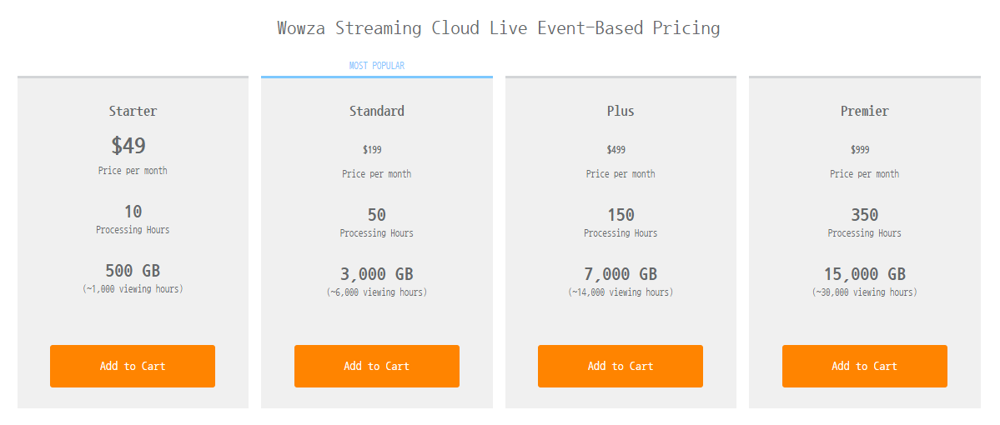 Wowza Streaming Cloud Live Event-Based Pricing
MOST POPULAR
Starter
$49
Price per month
10
Processing Hours
500 GB
(~1,000 viewing hours)
Add to Cart
Standard
$199
Price per month
50
Processing Hours
3,000 GB
(~6,000 viewing hours)
Add to Cart
Plus
$499
Price per month
150
Processing Hours
7,000 GB
(~14,000 viewing hours)
Add to Cart
Premier
$999
Price per month
350
Processing Hours
15,000 GB
(~30,000 viewing hours)
Add to Cart